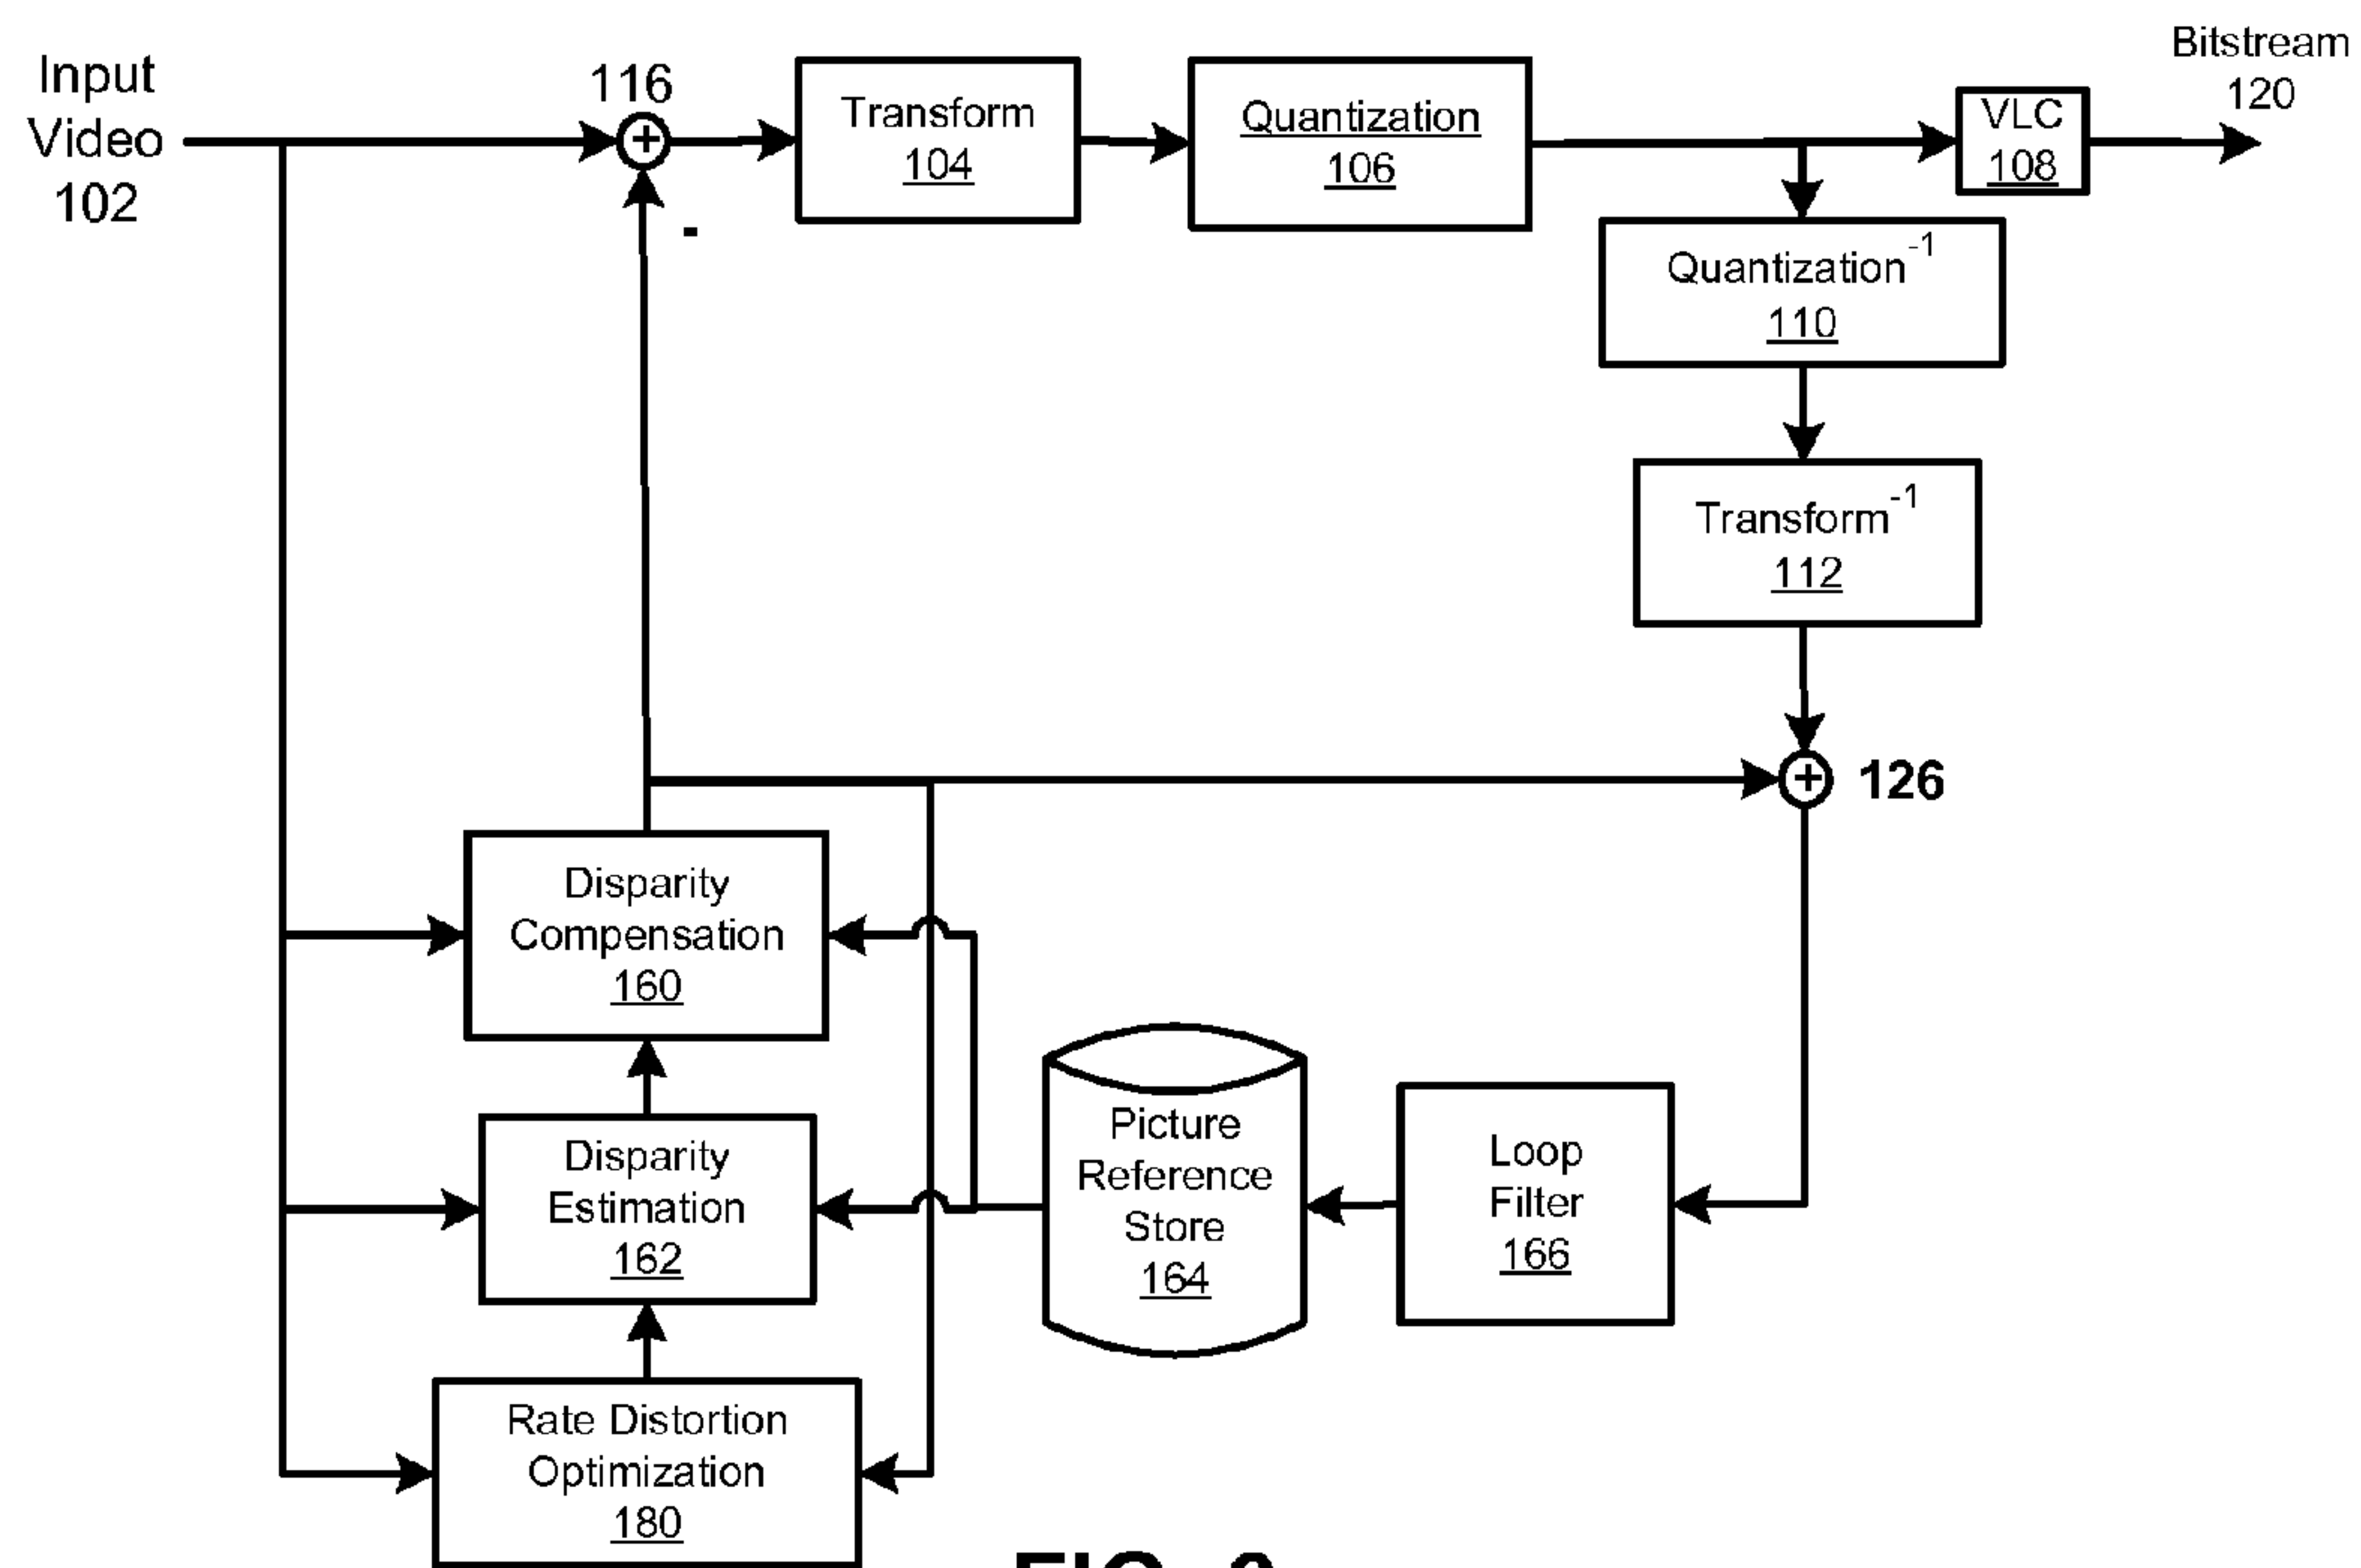 Input
Video
102
116
+
-
Transform
104
Quantization
106
VLC
108
Bitstream
120
Quantization-1
110
Transform-1
112
+
126
Disparity
Compensation
160
Disparity
Estimation
162
Picture
Reference
Store
164
Loop
Filter
166
Rate Distortion
Optimization
180